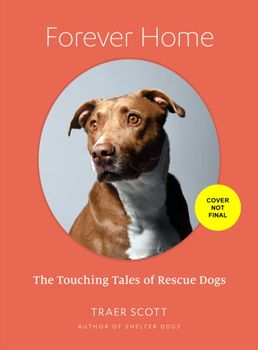 Forever Home
COVER
NOT
FINAL
The Touching Tales of Rescue Dogs
TRAER SCOTT
AUTHOR OF SHELTER DOGS